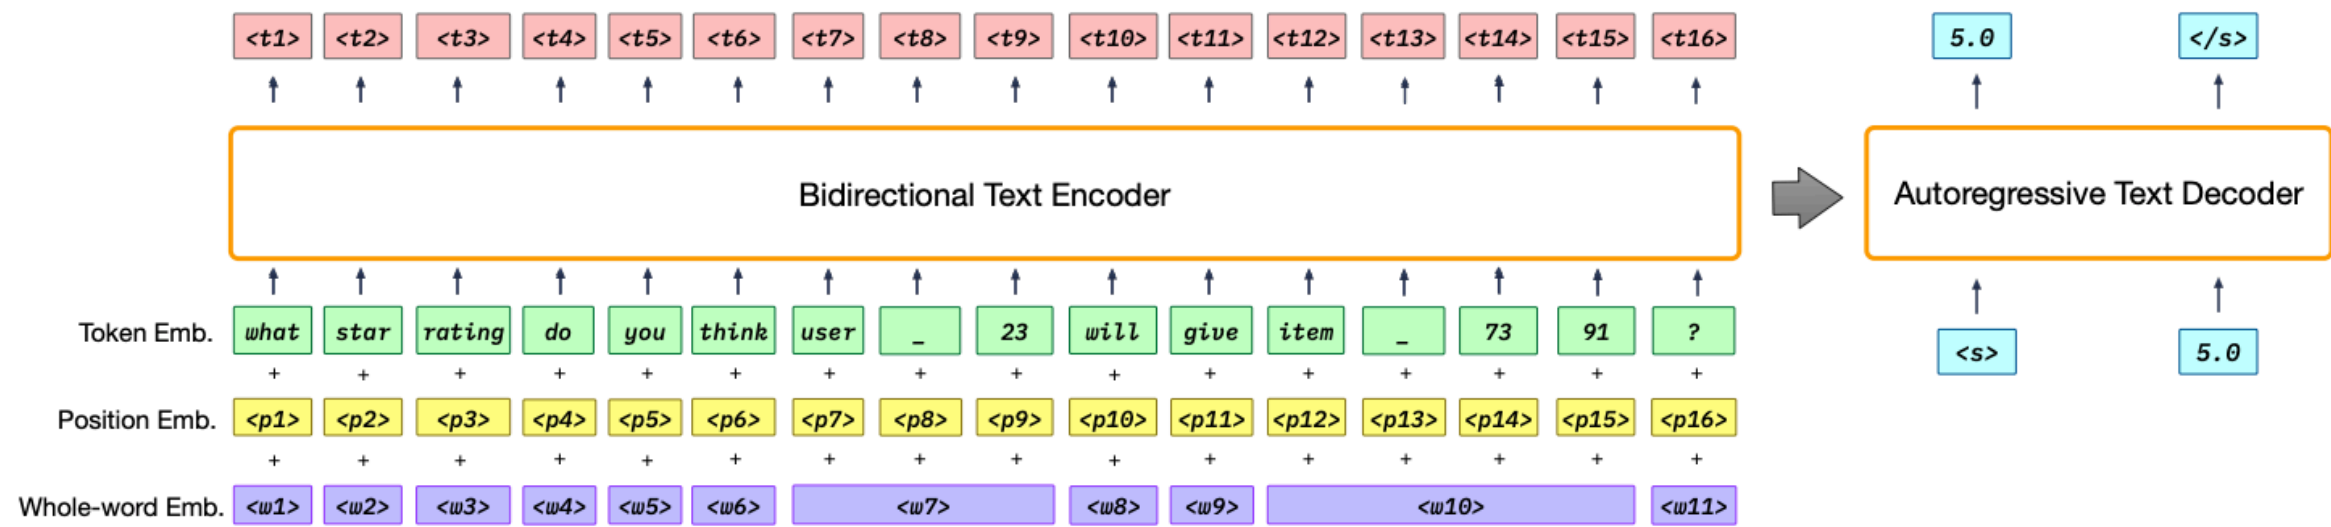 <t1> <t2> <t3> <t4> <t5> <t6> <t7> <t8> <t9> <t10> <t11> <t12> <t13> <t14> <t15> <t16> 5.0 </s>
Bidirectional Text Encoder Autoregressive Text Decoder
Token Emb. what star rating do you think user _ 23 will give item _ 73 91 ? <s> 5.0
+ + + + + + + + + + + + + + + +
Position Emb. <p1> <p2> <p3> <p4> <p5> <p6> <p7> <p8> <p9> <p10> <p11> <p12> <p13> <p14> <p15> <p16>
+ + + + + + + + + + + + + + + +
Whole-word Emb. <w1> <w2> <w3> <w4> <w5> <w6> <w7> <w8> <w9> <w10> <w11>